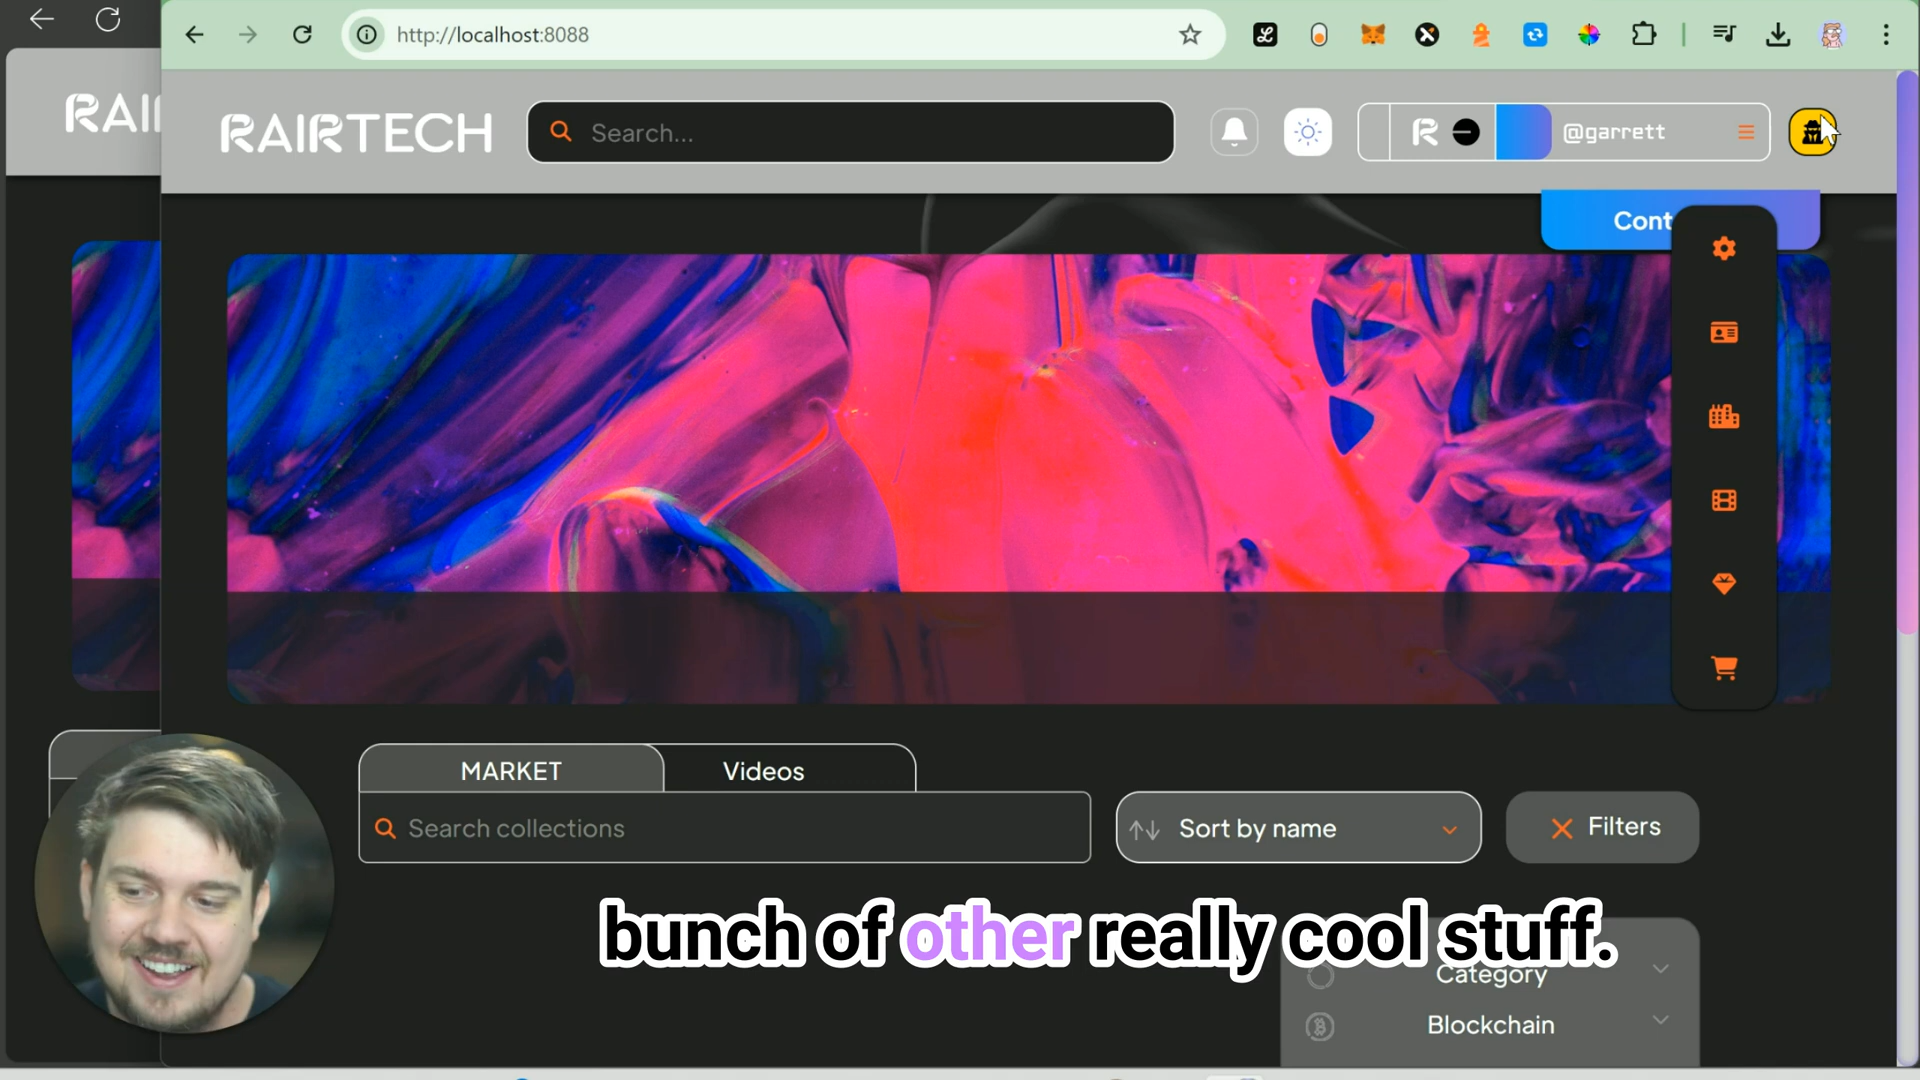 http://localhost:8088
RAIR
RAIRTECH
Search...
@garrett
Cont
MARKET
Videos
Search collections
Sort by name
Filters
bunch of other really cool stuff.
Category
Blockchain